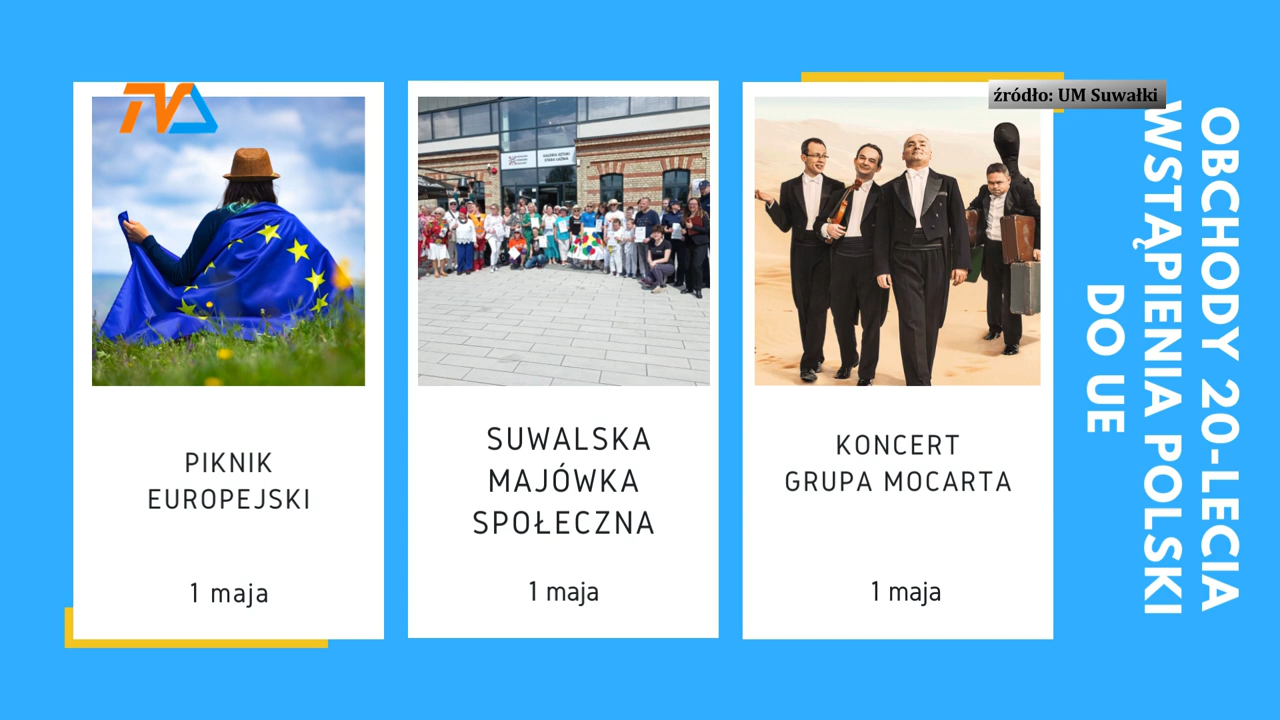 TVA
źródło: UM Suwałki
PIKNIK
EUROPEJSKI
1 maja
SUWALSKA
MAJÓWKA
SPOŁECZNA
1 maja
KONCERT
GRUPA MOCARTA
1 maja
OBCHODY 20-LECIA
WSTĄPIENIA POLSKI
DO UE